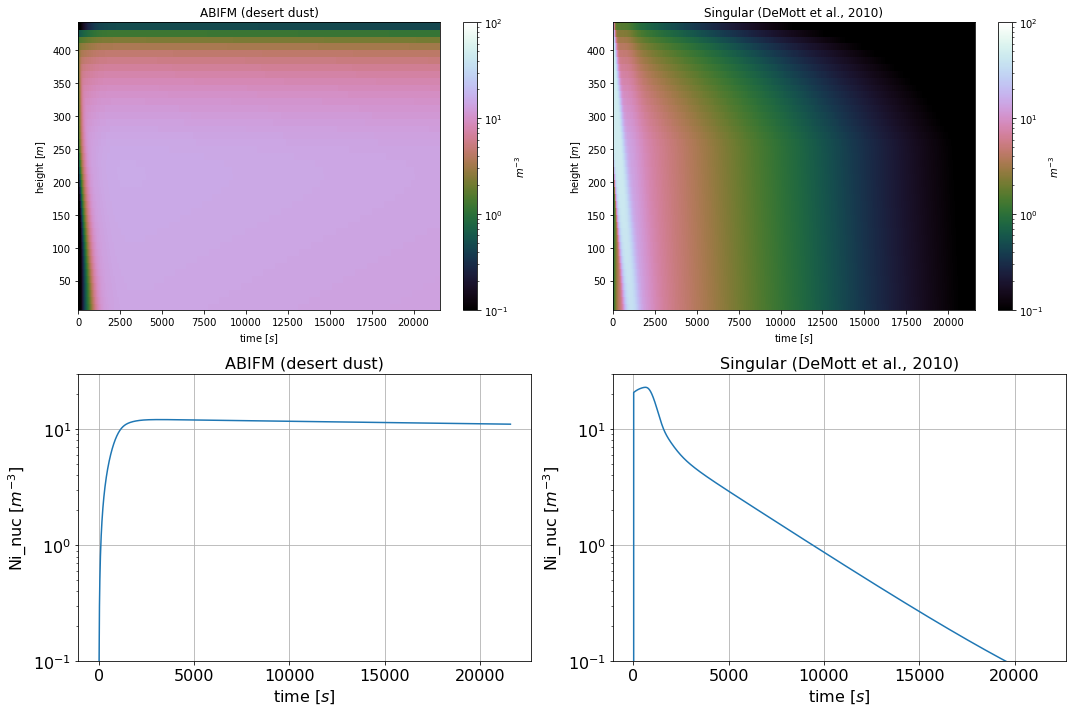 ABIFM (desert dust)
Singular (DeMott et al., 2010)
400
350
300
250
200
150
100
50
height [m]
0 2500 5000 7500 10000 12500 15000 17500 20000
time [s]
10²
10¹
10⁰
10⁻¹
m⁻³
400
350
300
250
200
150
100
50
height [m]
0 2500 5000 7500 10000 12500 15000 17500 20000
time [s]
10²
10¹
10⁰
10⁻¹
m⁻³
ABIFM (desert dust)
Singular (DeMott et al., 2010)
10¹
10⁰
10⁻¹
Ni_nuc [m⁻³]
0 5000 10000 15000 20000
time [s]
10¹
10⁰
10⁻¹
Ni_nuc [m⁻³]
0 5000 10000 15000 20000
time [s]